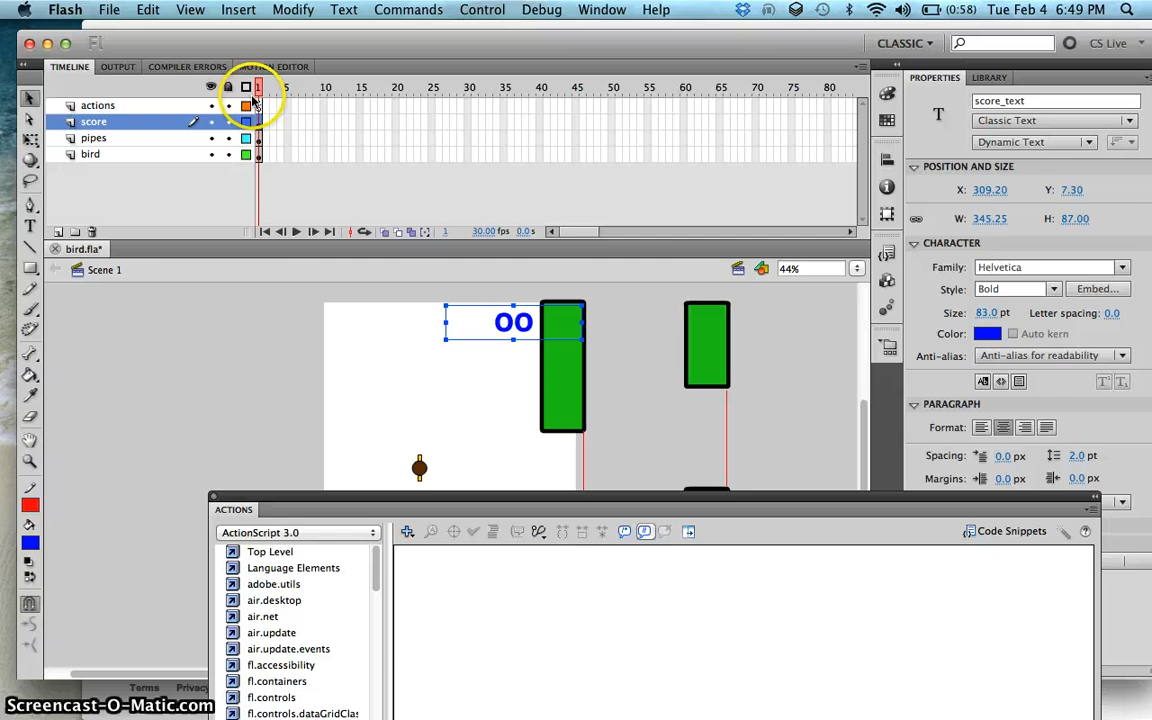 Flash File Edit View Insert Modify Text Commands Control Debug Window Help (0:58) Tue Feb 4 6:49 PM
Fl CLASSIC CS Live
TIMELINE OUTPUT COMPILER ERRORS MOTION EDITOR
PROPERTIES LIBRARY
1 5 10 15 20 25 30 35 40 45 50 55 60 65 70 75 80
actions
score
pipes
bird
1 30.00 fps 0.0 s
bird.fla*
Scene 1
44%
00
score_text
Classic Text
Dynamic Text
POSITION AND SIZE
X: 309.20 Y: 7.30
W: 345.25 H: 87.00
CHARACTER
Family: Helvetica
Style: Bold Embed...
Size: 83.0 pt Letter spacing: 0.0
Color: Auto kern
Anti-alias: Anti-alias for readability
PARAGRAPH
Format:
Spacing: 0.0 px 2.0 pt
Margins: 0.0 px 0.0 px
ACTIONS
ActionScript 3.0
Code Snippets
Top Level
Language Elements
adobe.utils
air.desktop
air.net
air.update
air.update.events
fl.accessibility
fl.containers
fl.controls
fl.controls.dataGridClas
Terms Privacy
Screencast-O-Matic.com